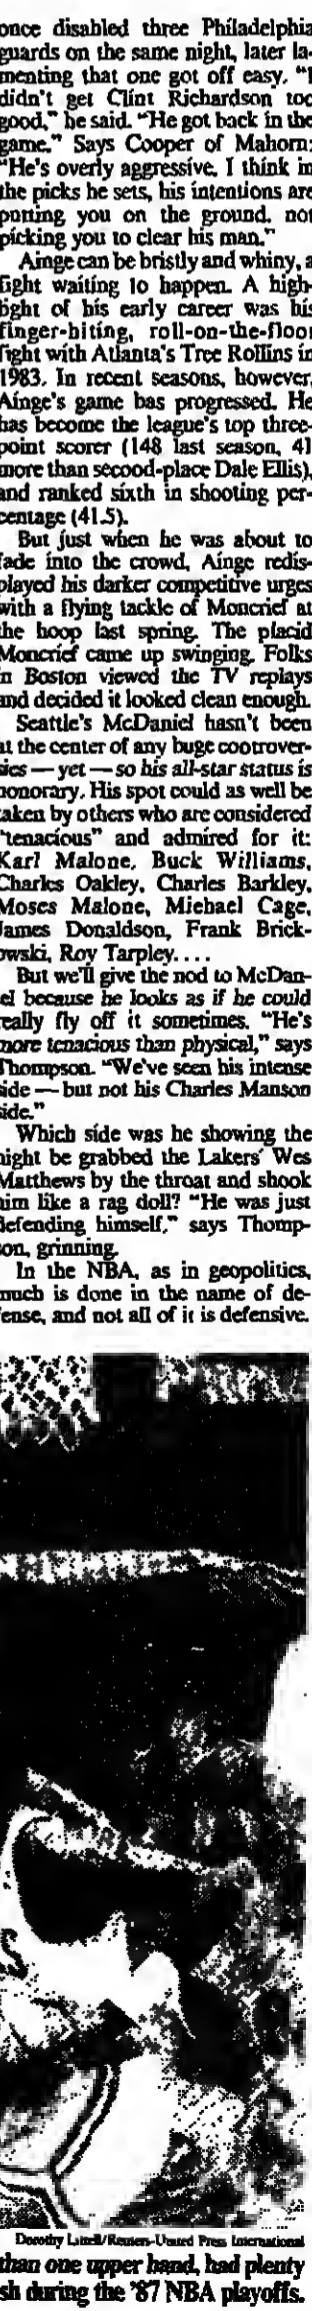 once disabled three Philadelphia
guards on the same night, later la-
menting that one got off easy. "I
didn't get Clint Richardson too
good," he said. "He got back in the
game." Says Cooper of Mahorn:
"He's overly aggressive. I think in
the picks he sets, his intentions are
putting you on the ground, not
picking you to clear his man."
Ainge can be bristly and whiny, a
fight waiting to happen. A high-
light of his early career was his
finger-biting, roll-on-the-floor
fight with Atlanta's Tree Rollins in
1983. In recent seasons, however,
Ainge's game has progressed. He
has become the league's top three-
point scorer (148 last season, 41
more than second-place Dale Ellis),
and ranked sixth in shooting per-
centage (41.5).
But just when he was about to
fade into the crowd, Ainge redis-
played his darker competitive urges
with a flying tackle of Moncrief at
the hoop last spring. The placid
Moncrief came up swinging. Folks
in Boston viewed the TV replays
and decided it looked clean enough.
Seattle's McDaniel hasn't been
at the center of any huge controver-
sies — yet — so his all-star status is
honorary. His spot could as well be
taken by others who are considered
"tenacious" and admired for it:
Karl Malone, Buck Williams,
Charles Oakley, Charles Barkley,
Moses Malone, Michael Cage,
James Donaldson, Frank Brick-
owski, Roy Tarpley. . . .
But we'll give the nod to McDan-
iel because he looks as if he could
really fly off it sometimes. "He's
more tenacious than physical," says
Thompson. "We've seen his intense
side — but not his Charles Manson
side."
Which side was he showing the
night he grabbed the Lakers' Wes
Matthews by the throat and shook
him like a rag doll? "He was just
defending himself," says Thomp-
son, grinning.
In the NBA, as in geopolitics,
much is done in the name of de-
fense, and not all of it is defensive.
Dorothy Littell/Reuters-United Press International
than one upper hand, had plenty
sh during the '87 NBA playoffs.